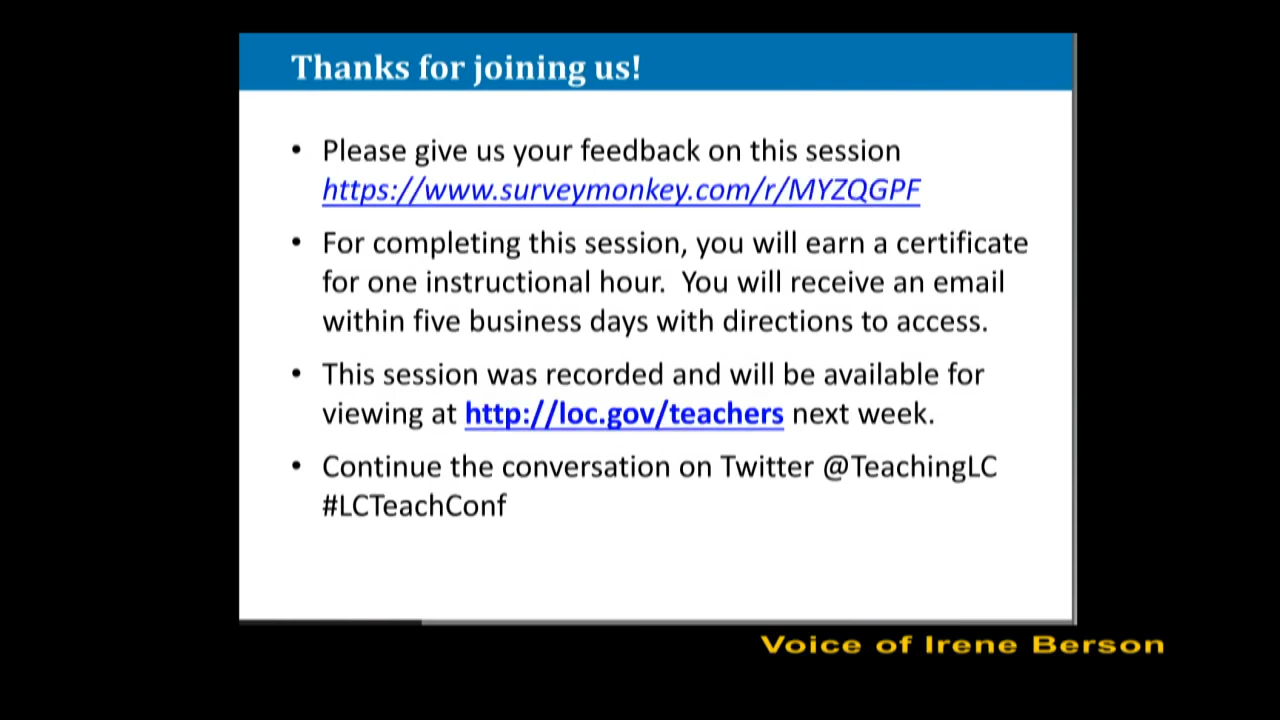 Thanks for joining us!
• Please give us your feedback on this session
https://www.surveymonkey.com/r/MYZQGPF
• For completing this session, you will earn a certificate
for one instructional hour.  You will receive an email
within five business days with directions to access.
• This session was recorded and will be available for
viewing at http://loc.gov/teachers next week.
• Continue the conversation on Twitter @TeachingLC
#LCTeachConf
Voice of Irene Berson